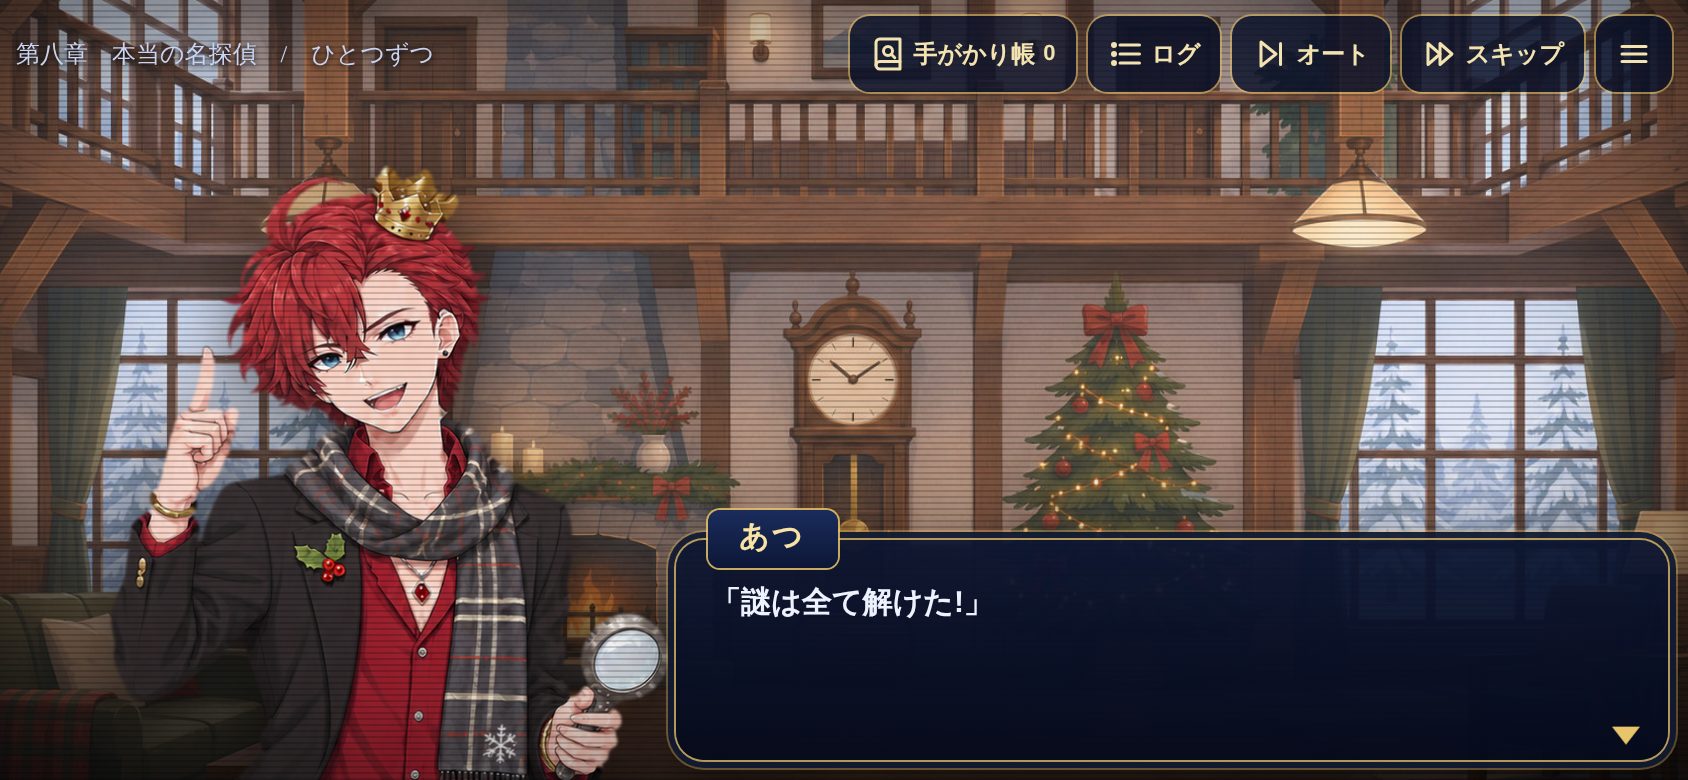 第八章　本当の名探偵　/　ひとつずつ
手がかり帳 0
ログ
オート
スキップ
あつ
「謎は全て解けた!」